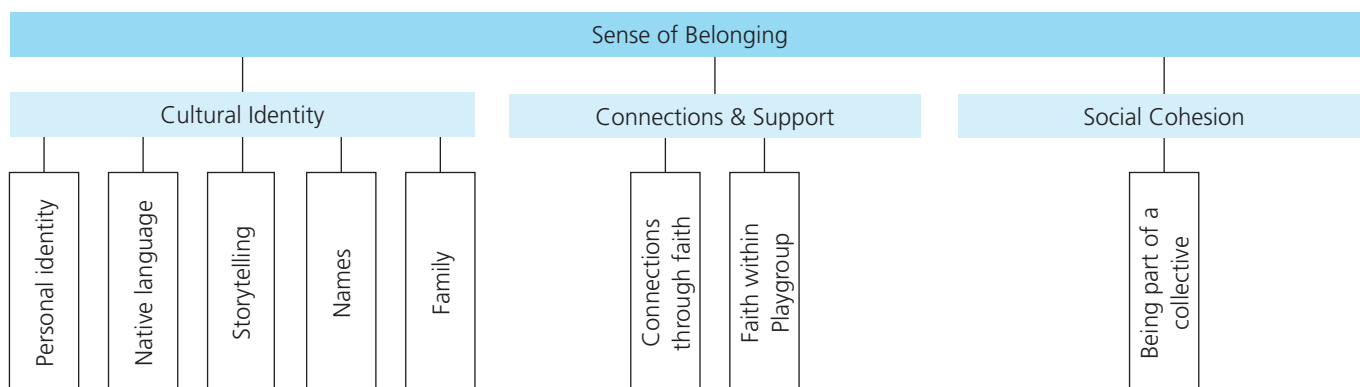 Sense of Belonging
Cultural Identity
Connections & Support
Social Cohesion
Personal identity
Native language
Storytelling
Names
Family
Connections
through faith
Faith within
Playgroup
Being part of a
collective